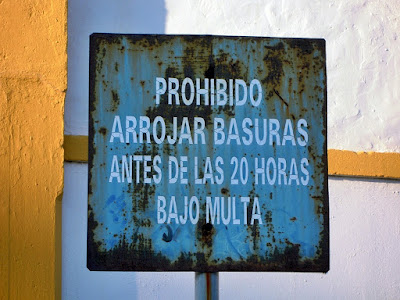 PROHIBIDO
ARROJAR BASURAS
ANTES DE LAS 20 HORAS
BAJO MULTA